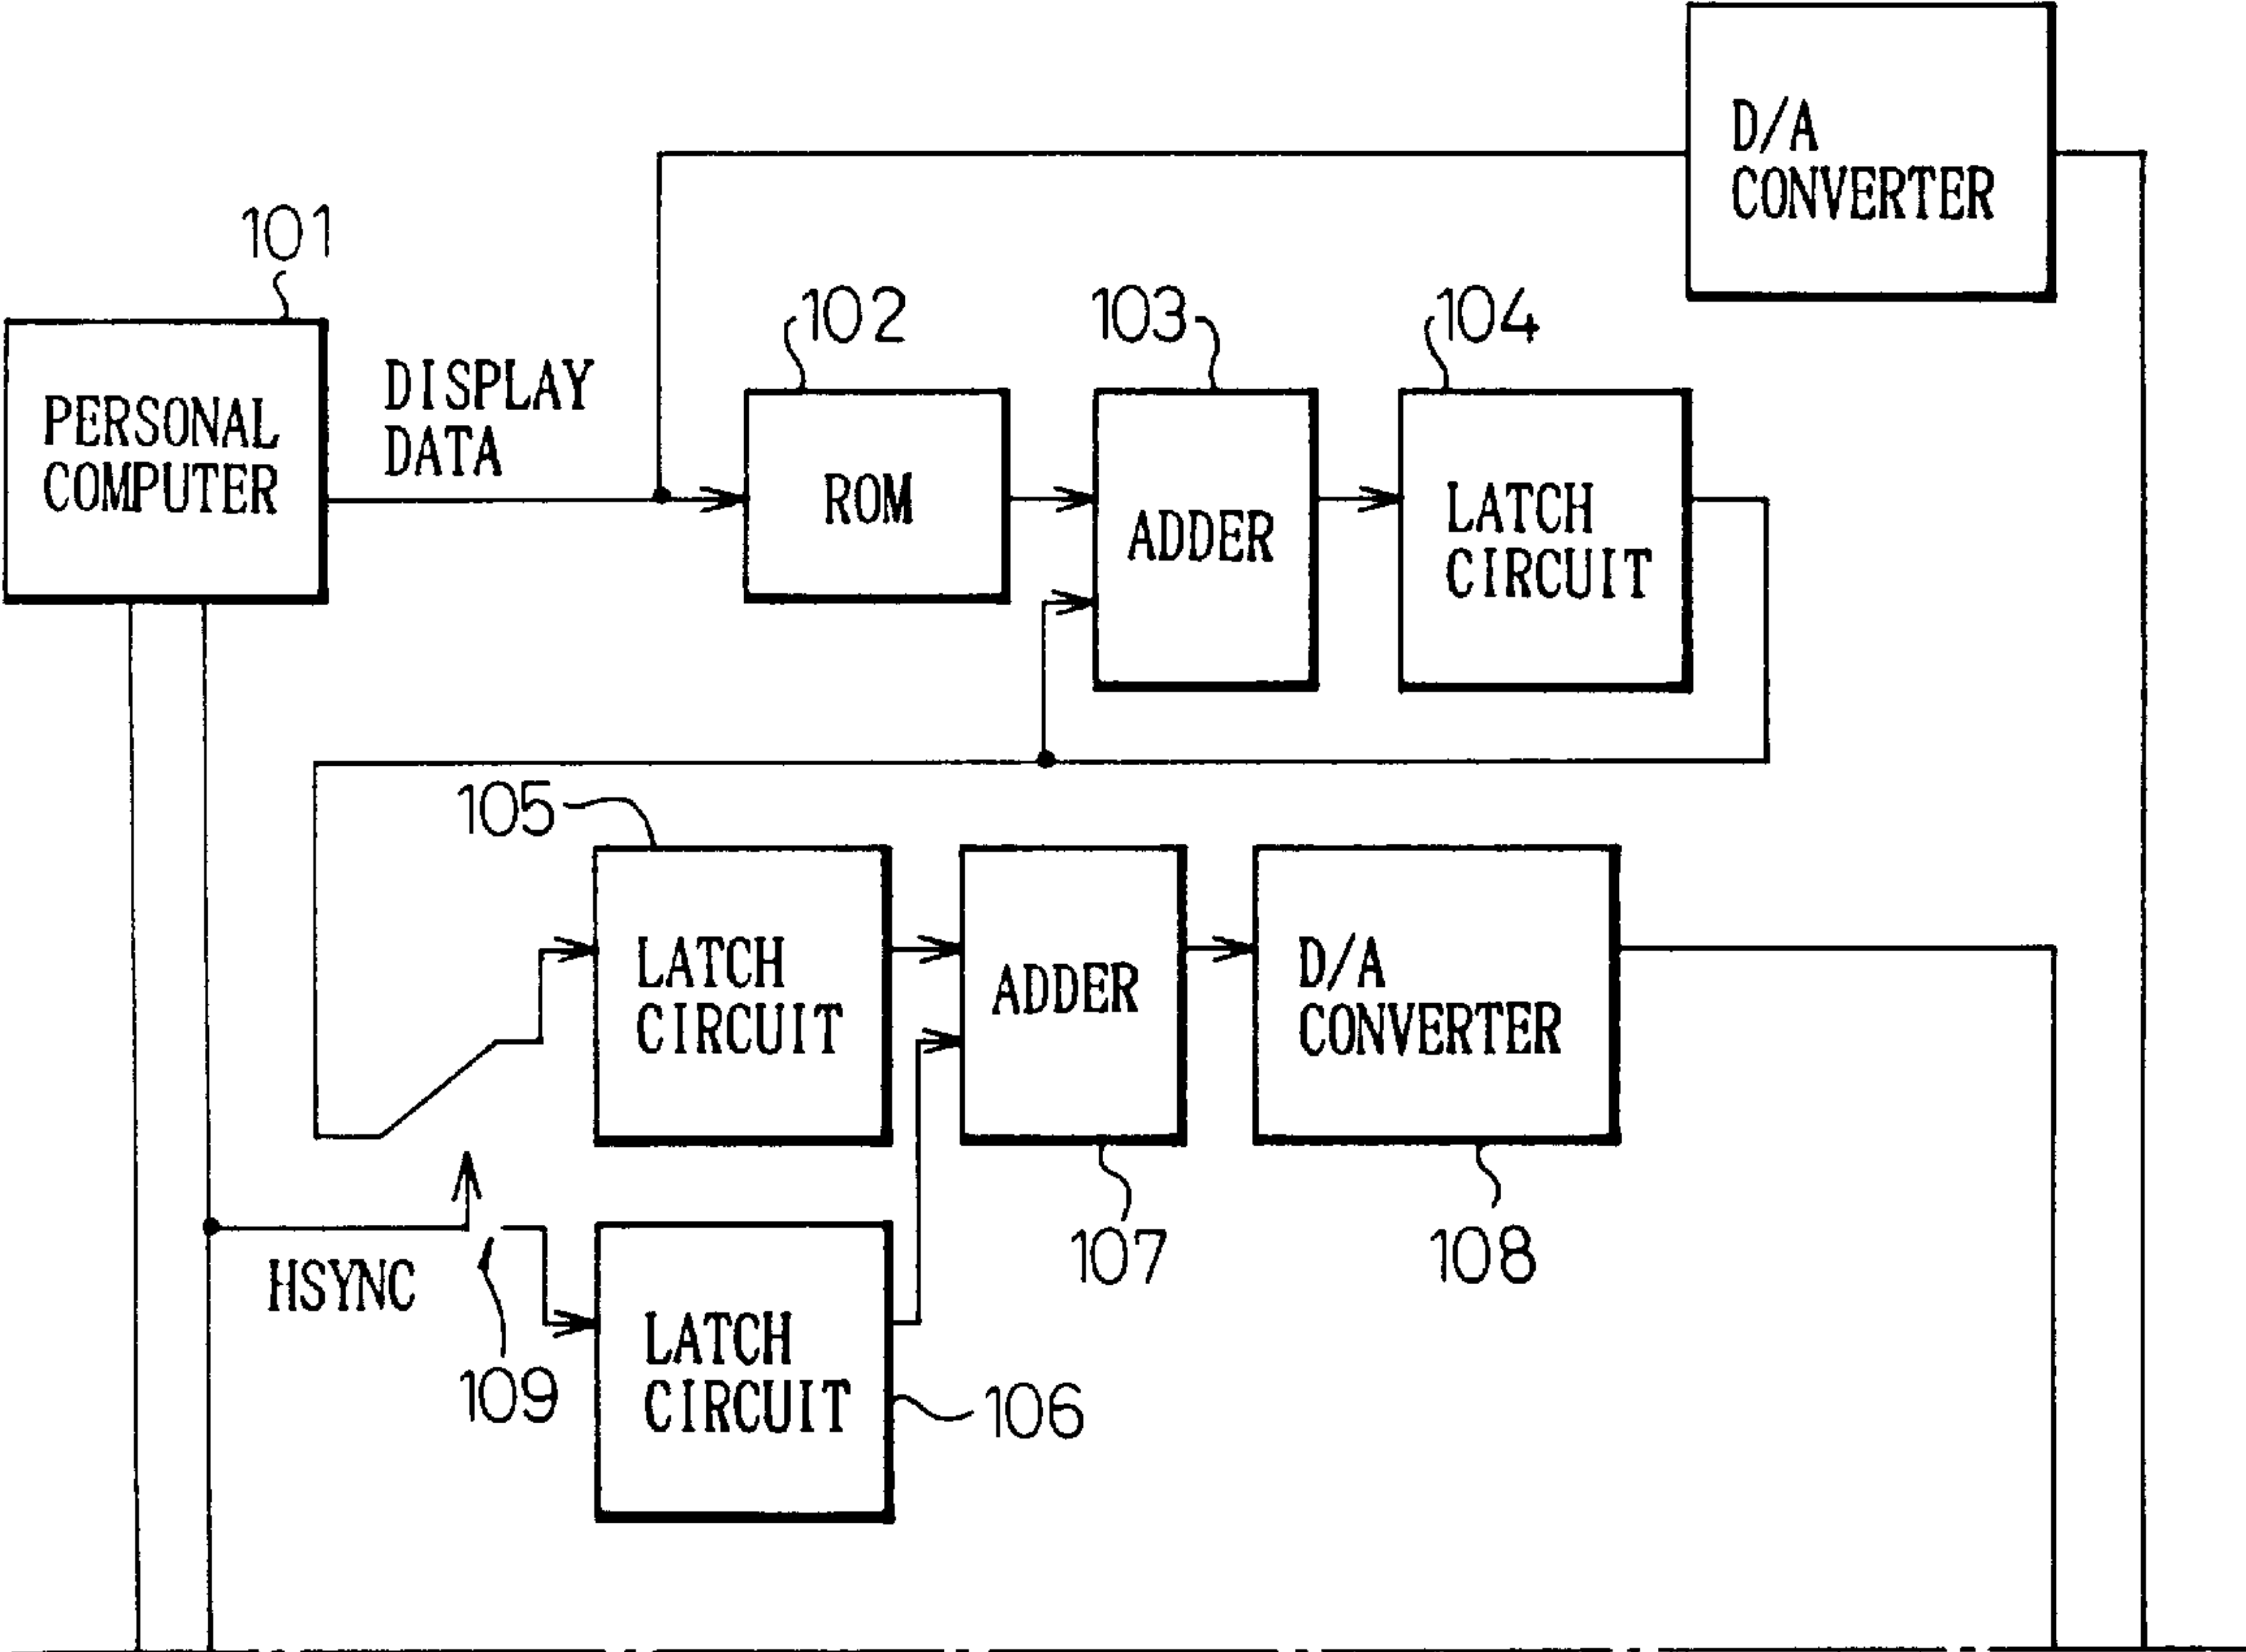 D/A
CONVERTER
101
102
103
104
PERSONAL
COMPUTER
DISPLAY
DATA
ROM
ADDER
LATCH
CIRCUIT
105
LATCH
CIRCUIT
ADDER
D/A
CONVERTER
107
108
HSYNC
109
LATCH
CIRCUIT
106